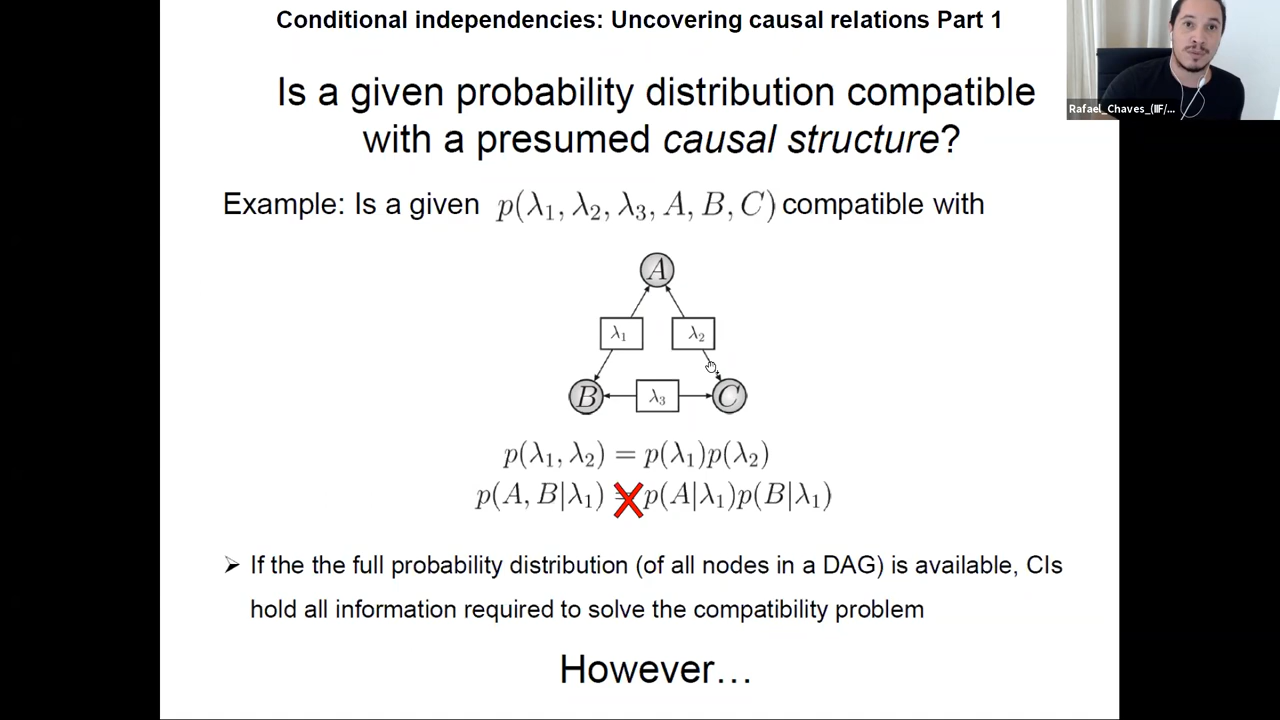 Conditional independencies: Uncovering causal relations Part 1
Rafael_Chaves_(IIF/...
Is a given probability distribution compatible
with a presumed causal structure?
Example: Is a given p(λ₁, λ₂, λ₃, A, B, C) compatible with
A
λ₁ λ₂
B λ₃ C
p(λ₁, λ₂) = p(λ₁)p(λ₂)
p(A, B|λ₁) = p(A|λ₁)p(B|λ₁)
➢ If the the full probability distribution (of all nodes in a DAG) is available, CIs
hold all information required to solve the compatibility problem
However…